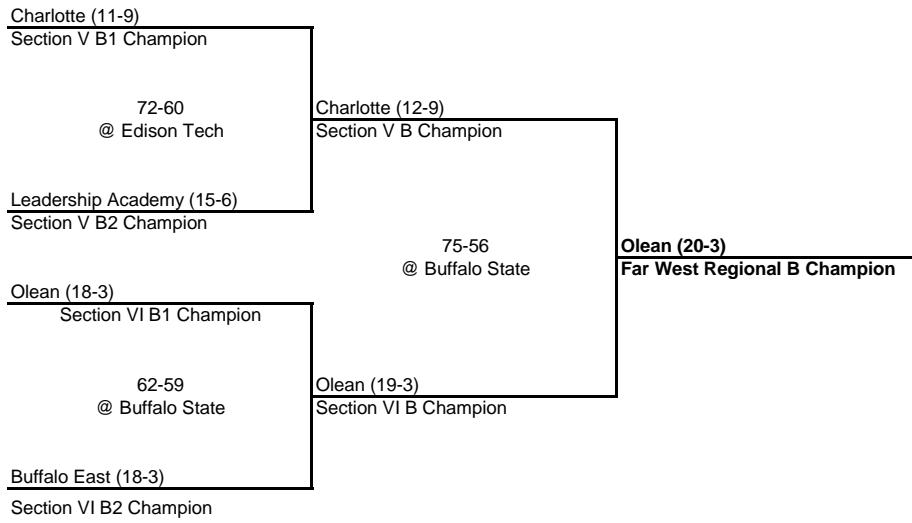 Charlotte (11-9)
Section V B1 Champion
72-60
@ Edison Tech
Charlotte (12-9)
Section V B Champion
Leadership Academy (15-6)
Section V B2 Champion
75-56
@ Buffalo State
Olean (20-3)
Far West Regional B Champion
Olean (18-3)
Section VI B1 Champion
62-59
@ Buffalo State
Olean (19-3)
Section VI B Champion
Buffalo East (18-3)
Section VI B2 Champion